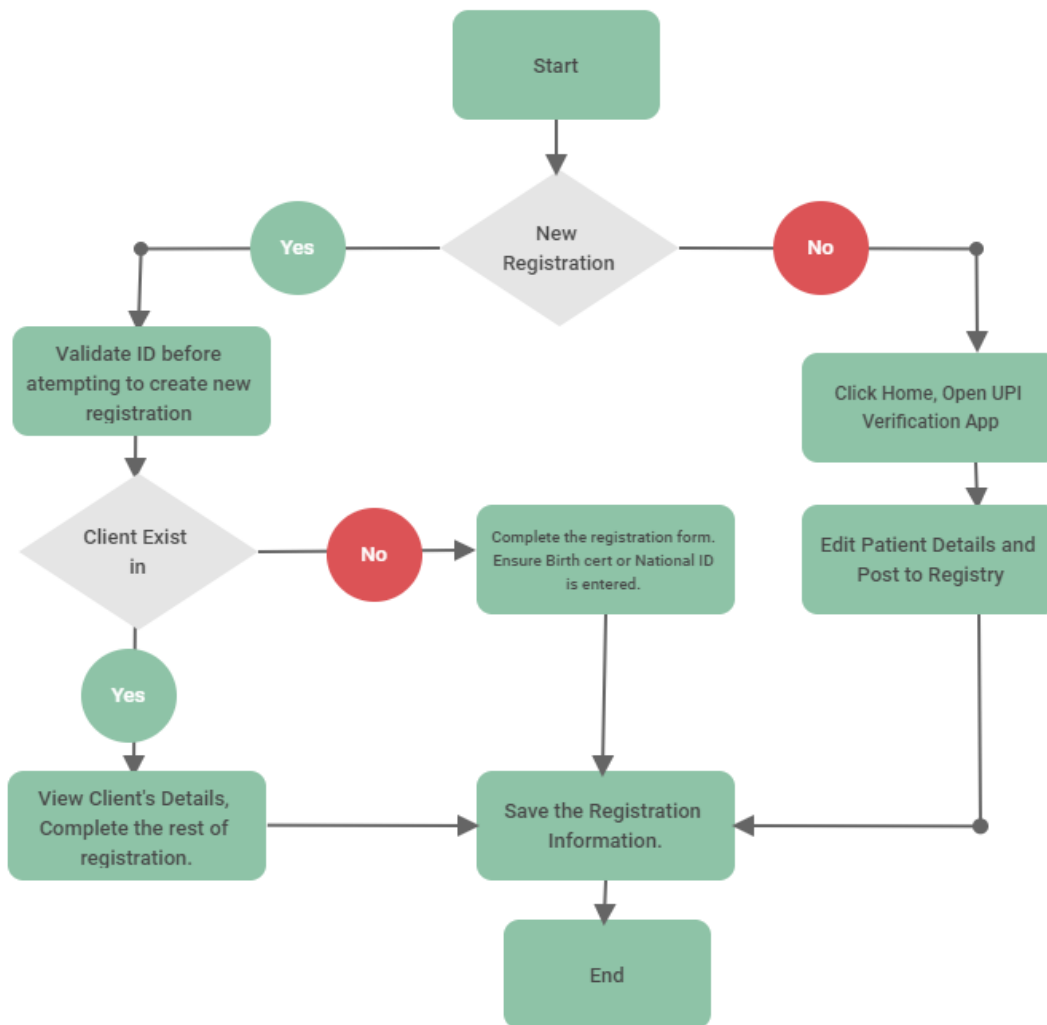 Start
New
Registration
Yes
No
Validate ID before
atempting to create new
registration
Click Home, Open UPI
Verification App
Client Exist
in
No
Complete the registration form.
Ensure Birth cert or National ID
is entered.
Edit Patient Details and
Post to Registry
Yes
View Client's Details,
Complete the rest of
registration.
Save the Registration
Information.
End